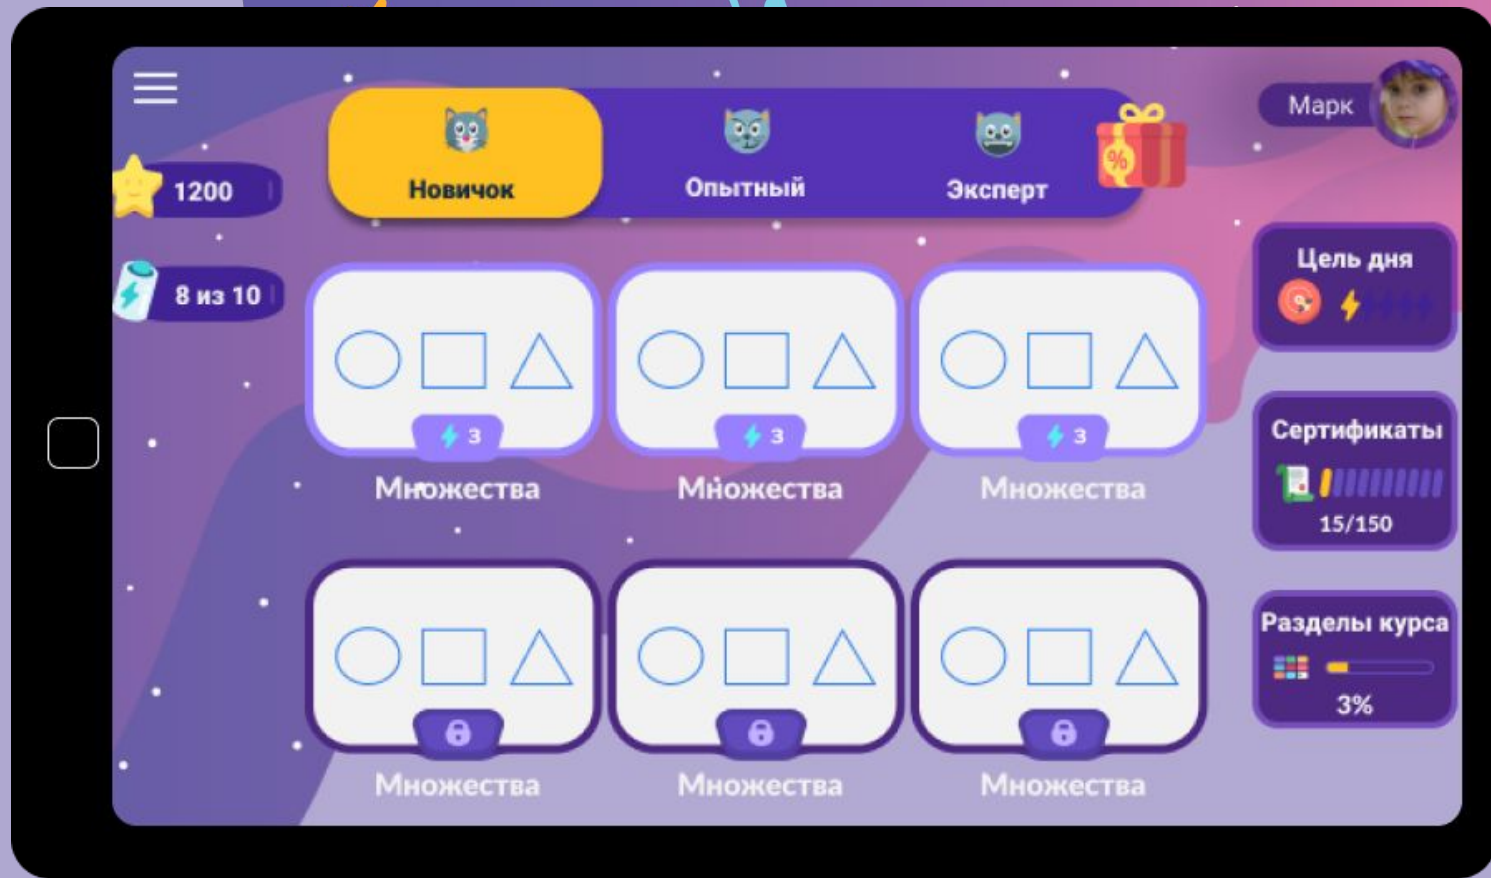 Марк
Новичок
Опытный
Эксперт
%
1200
8 из 10
Цель дня
3
3
3
Множества
Множества
Множества
Сертификаты
15/150
Разделы курса
3%
Множества
Множества
Множества